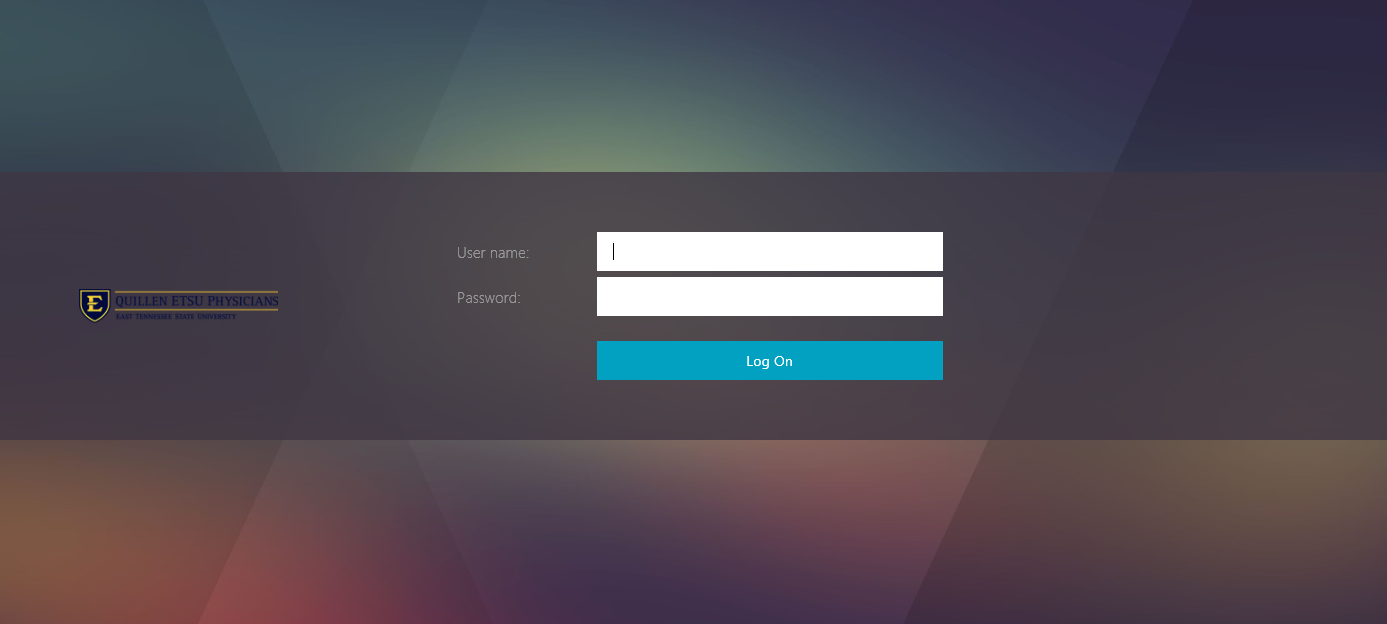 User name:
Password:
QUILLEN ETSU PHYSICIANS
EAST TENNESSEE STATE UNIVERSITY
Log On